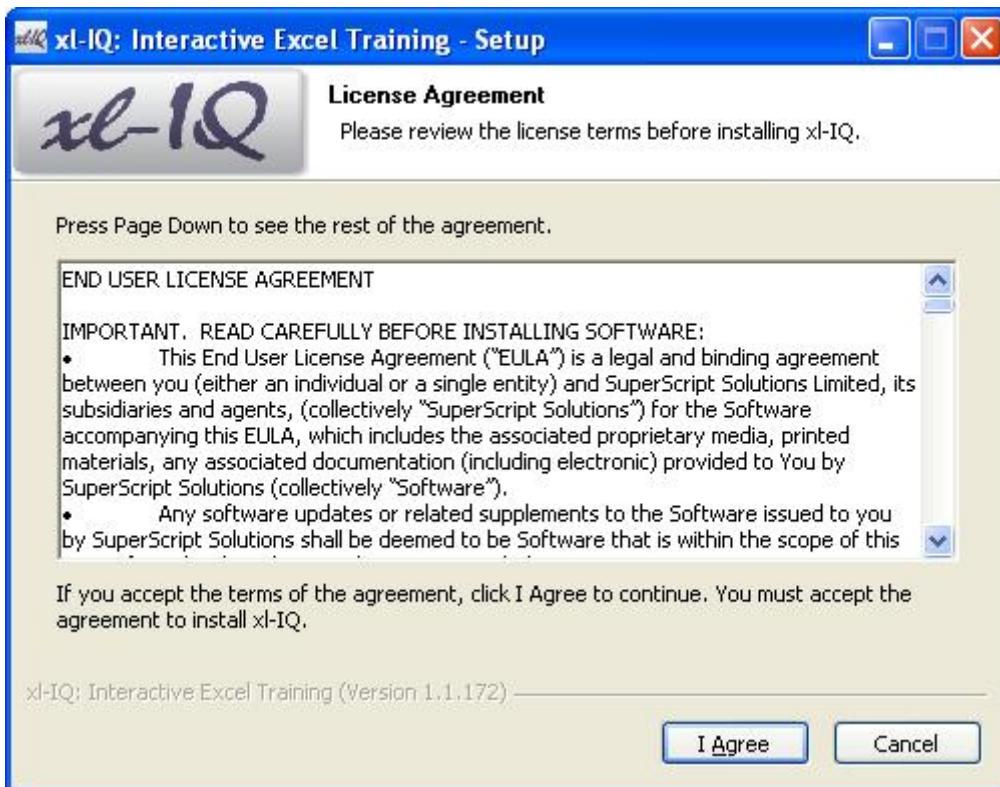 xl-IQ: Interactive Excel Training - Setup
xl-IQ
License Agreement
Please review the license terms before installing xl-IQ.
Press Page Down to see the rest of the agreement.
END USER LICENSE AGREEMENT
IMPORTANT.  READ CAREFULLY BEFORE INSTALLING SOFTWARE:
• This End User License Agreement ("EULA") is a legal and binding agreement
between you (either an individual or a single entity) and SuperScript Solutions Limited, its
subsidiaries and agents, (collectively "SuperScript Solutions") for the Software
accompanying this EULA, which includes the associated proprietary media, printed
materials, any associated documentation (including electronic) provided to You by
SuperScript Solutions (collectively "Software").
• Any software updates or related supplements to the Software issued to you
by SuperScript Solutions shall be deemed to be Software that is within the scope of this
If you accept the terms of the agreement, click I Agree to continue. You must accept the
agreement to install xl-IQ.
xl-IQ: Interactive Excel Training (Version 1.1.172)
I Agree
Cancel